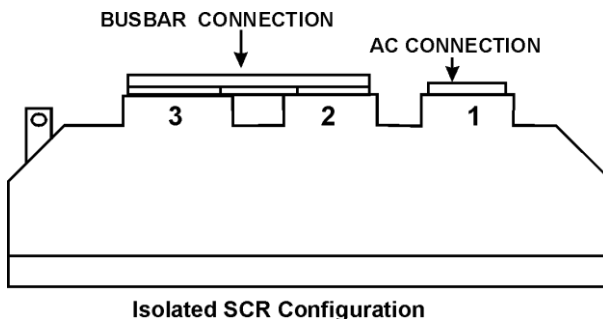 BUSBAR CONNECTION
AC CONNECTION
3
2
1
Isolated SCR Configuration